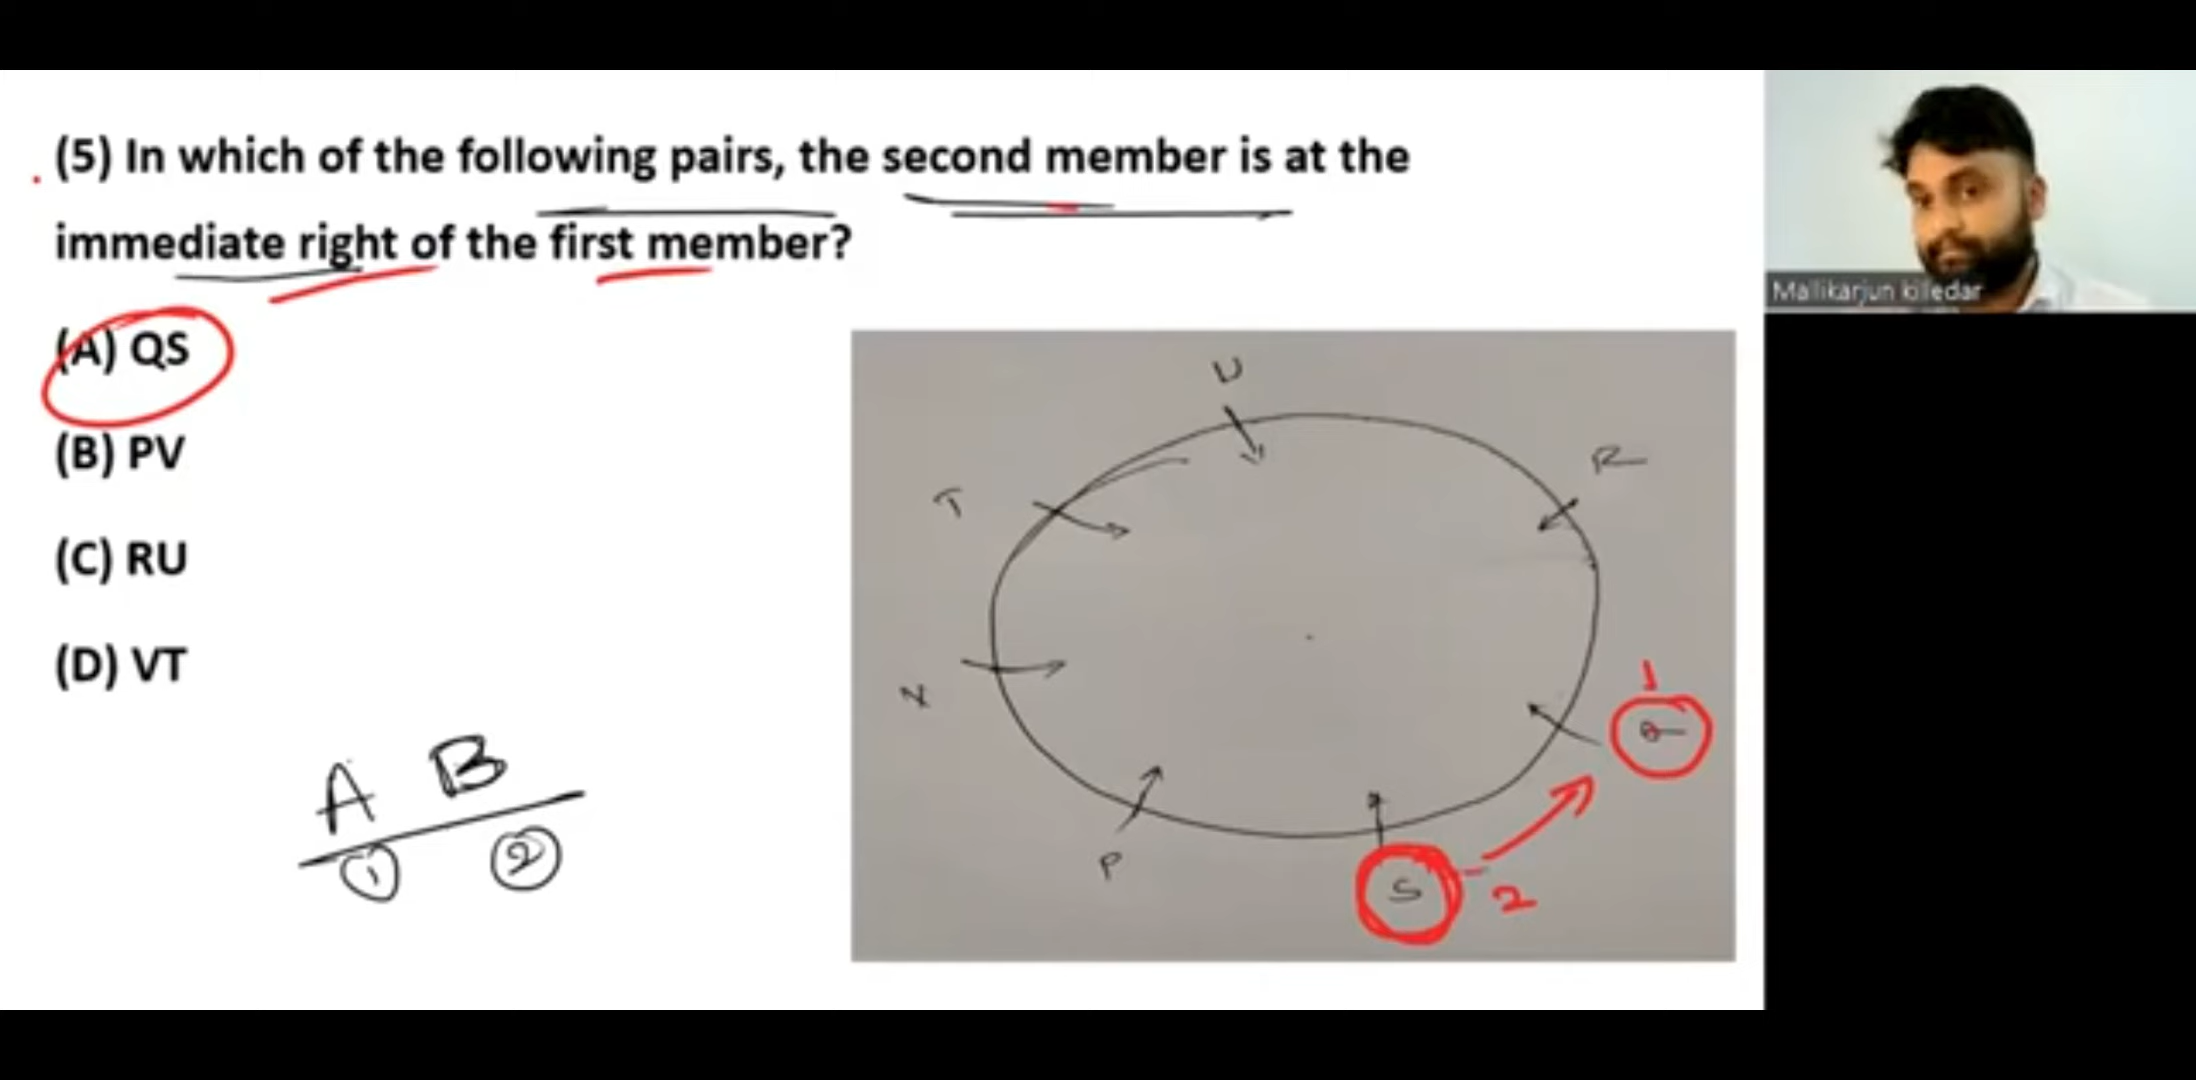 (5) In which of the following pairs, the second member is at the
immediate right of the first member?
(A) QS
(B) PV
(C) RU
(D) VT
A B
1 2
Mallikarjun killedar
U
R
T
1
P
S
2